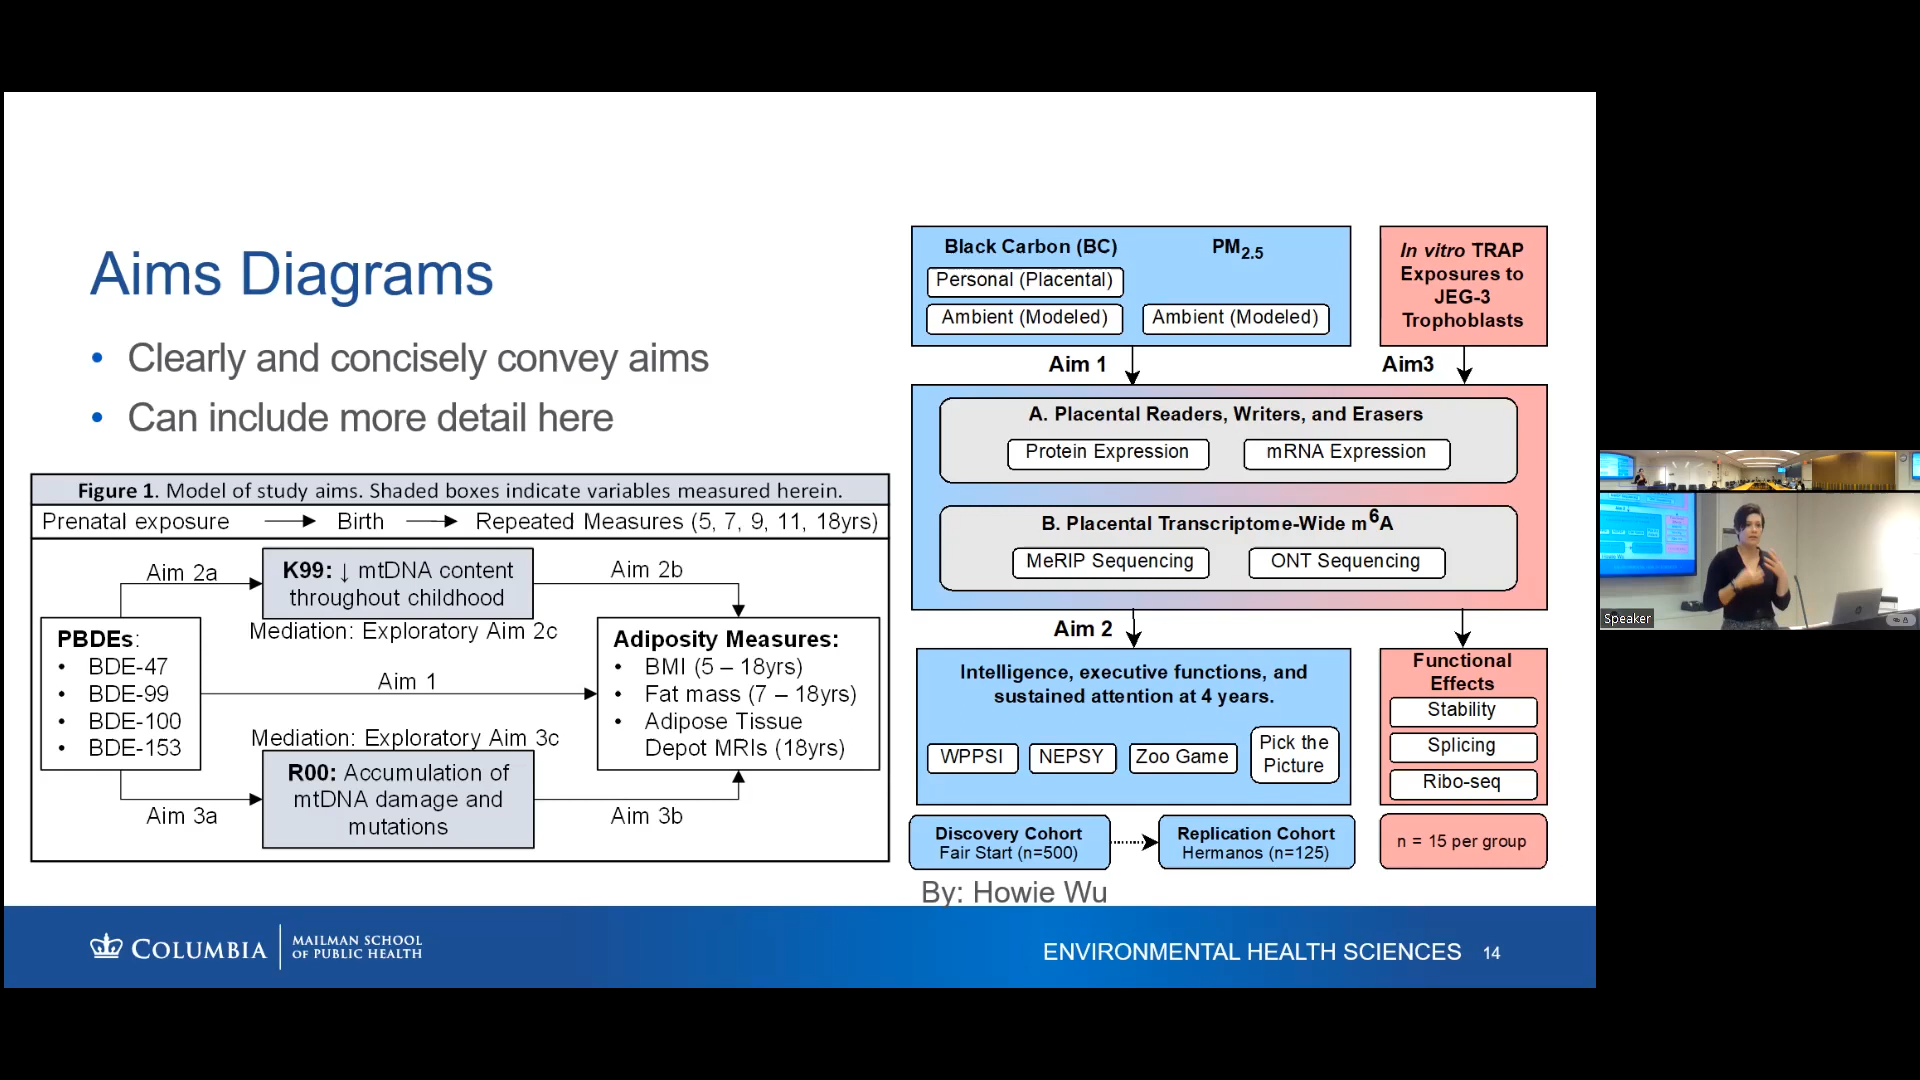 Aims Diagrams
• Clearly and concisely convey aims
• Can include more detail here
Figure 1. Model of study aims. Shaded boxes indicate variables measured herein.
Prenatal exposure → Birth → Repeated Measures (5, 7, 9, 11, 18yrs)
Aim 2a
K99: ↓ mtDNA content
throughout childhood
Aim 2b
Mediation: Exploratory Aim 2c
PBDEs:
• BDE-47
• BDE-99
• BDE-100
• BDE-153
Aim 1
Adiposity Measures:
• BMI (5 – 18yrs)
• Fat mass (7 – 18yrs)
• Adipose Tissue
Depot MRIs (18yrs)
Mediation: Exploratory Aim 3c
Aim 3a
R00: Accumulation of
mtDNA damage and
mutations
Aim 3b
Black Carbon (BC)
Personal (Placental)
Ambient (Modeled)
PM2.5
Ambient (Modeled)
In vitro TRAP
Exposures to
JEG-3
Trophoblasts
Aim 1
Aim3
A. Placental Readers, Writers, and Erasers
Protein Expression
mRNA Expression
B. Placental Transcriptome-Wide m6A
MeRIP Sequencing
ONT Sequencing
Aim 2
Intelligence, executive functions, and
sustained attention at 4 years.
WPPSI
NEPSY
Zoo Game
Pick the
Picture
Functional
Effects
Stability
Splicing
Ribo-seq
Discovery Cohort
Fair Start (n=500)
Replication Cohort
Hermanos (n=125)
n = 15 per group
By: Howie Wu
COLUMBIA
MAILMAN SCHOOL
OF PUBLIC HEALTH
ENVIRONMENTAL HEALTH SCIENCES 14
Speaker